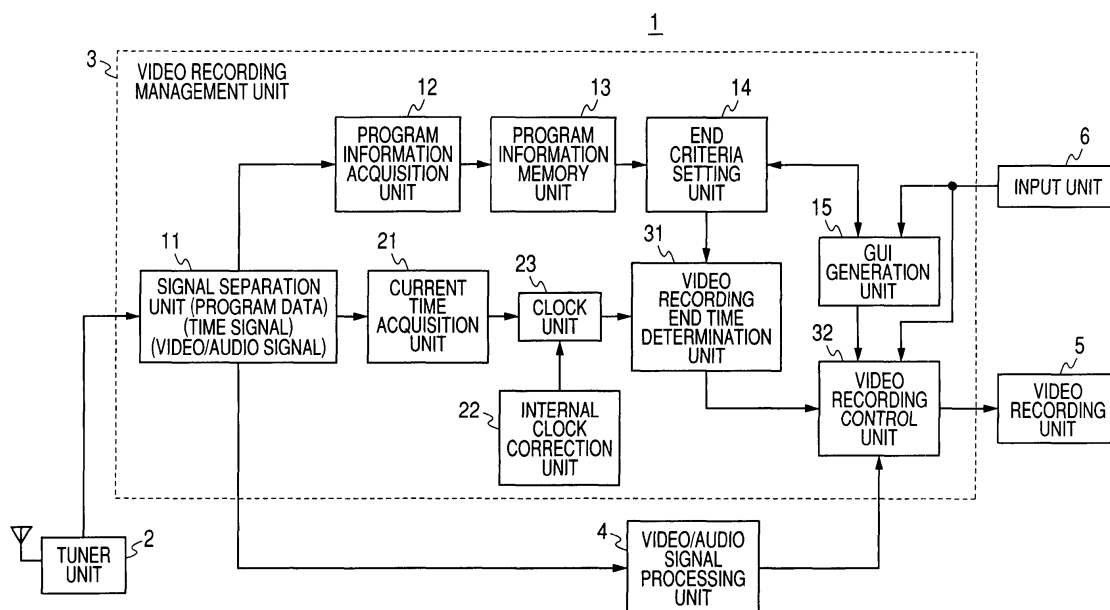 1
3
VIDEO RECORDING
MANAGEMENT UNIT
12
PROGRAM
INFORMATION
ACQUISITION
UNIT
13
PROGRAM
INFORMATION
MEMORY
UNIT
14
END
CRITERIA
SETTING
UNIT
6
INPUT UNIT
15
GUI
GENERATION
UNIT
11
SIGNAL SEPARATION
UNIT (PROGRAM DATA)
(TIME SIGNAL)
(VIDEO/AUDIO SIGNAL)
21
CURRENT
TIME
ACQUISITION
UNIT
23
CLOCK
UNIT
31
VIDEO
RECORDING
END TIME
DETERMINATION
UNIT
22
INTERNAL
CLOCK
CORRECTION
UNIT
32
VIDEO
RECORDING
CONTROL
UNIT
5
VIDEO
RECORDING
UNIT
2
TUNER
UNIT
4
VIDEO/AUDIO
SIGNAL
PROCESSING
UNIT